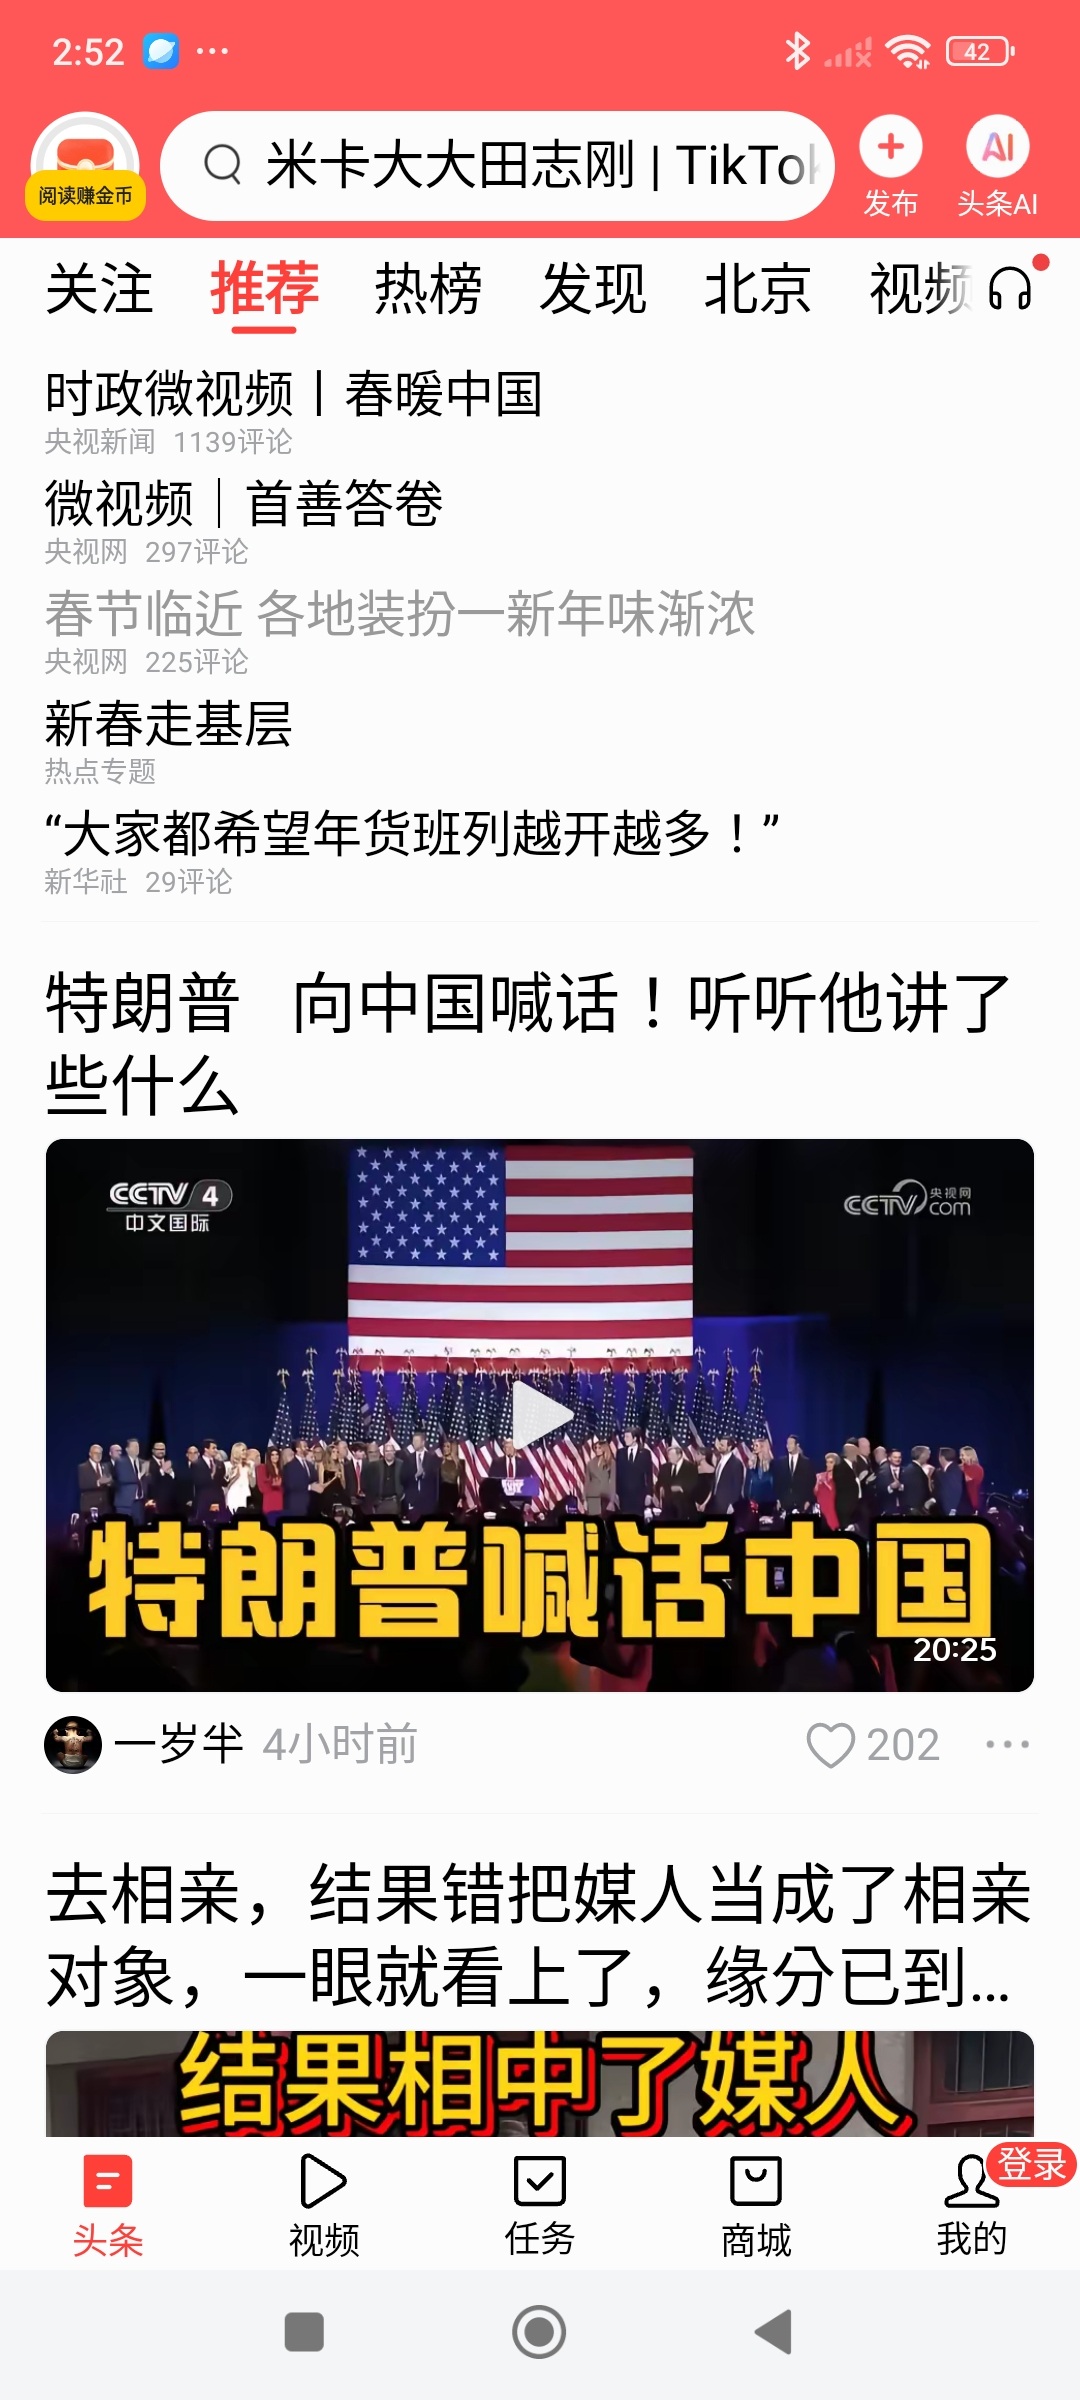 2:52
42
阅读赚金币
米卡大大田志刚 | TikTok
发布
头条AI
关注 推荐 热榜 发现 北京 视频
时政微视频丨春暖中国
央视新闻 1139评论
微视频｜首善答卷
央视网 297评论
春节临近 各地装扮一新年味渐浓
央视网 225评论
新春走基层
热点专题
“大家都希望年货班列越开越多！”
新华社 29评论
特朗普 向中国喊话！听听他讲了
些什么
CCTV 4
中文国际
CCTV com 央视网
特朗普喊话中国
20:25
一岁半 4小时前
202
去相亲，结果错把媒人当成了相亲
对象，一眼就看上了，缘分已到...
结果相中了媒人
登录
头条 视频 任务 商城 我的